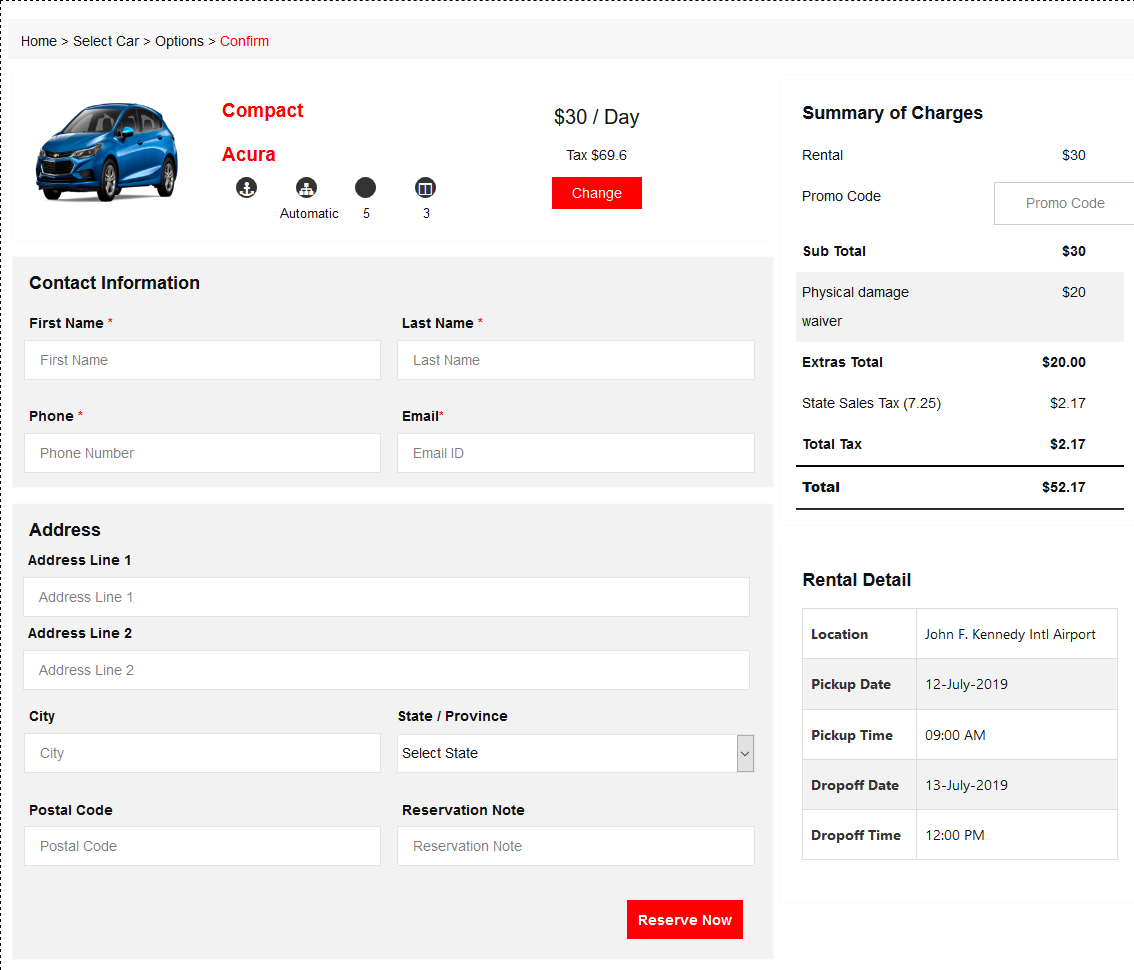 Home > Select Car > Options > Confirm
Compact
Acura
Automatic 5 3
$30 / Day
Tax $69.6
Change
Contact Information
First Name * Last Name *
First Name Last Name
Phone * Email*
Phone Number Email ID
Address
Address Line 1
Address Line 1
Address Line 2
Address Line 2
City State / Province
City Select State
Postal Code Reservation Note
Postal Code Reservation Note
Reserve Now
Summary of Charges
Rental $30
Promo Code Promo Code
Sub Total $30
Physical damage $20
waiver
Extras Total $20.00
State Sales Tax (7.25) $2.17
Total Tax $2.17
Total $52.17
Rental Detail
Location John F. Kennedy Intl Airport
Pickup Date 12-July-2019
Pickup Time 09:00 AM
Dropoff Date 13-July-2019
Dropoff Time 12:00 PM